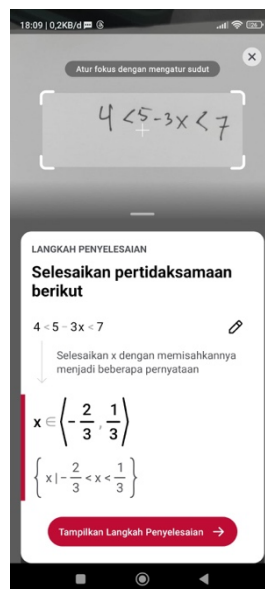 18:09 | 0,2KB/d
Atur fokus dengan mengatur sudut
4 < 5 - 3x < 7
LANGKAH PENYELESAIAN
Selesaikan pertidaksamaan
berikut
4 < 5 - 3x < 7
Selesaikan x dengan memisahkannya
menjadi beberapa pernyataan
x ∈ (-2/3, 1/3)
{x | -2/3 < x < 1/3}
Tampilkan Langkah Penyelesaian →